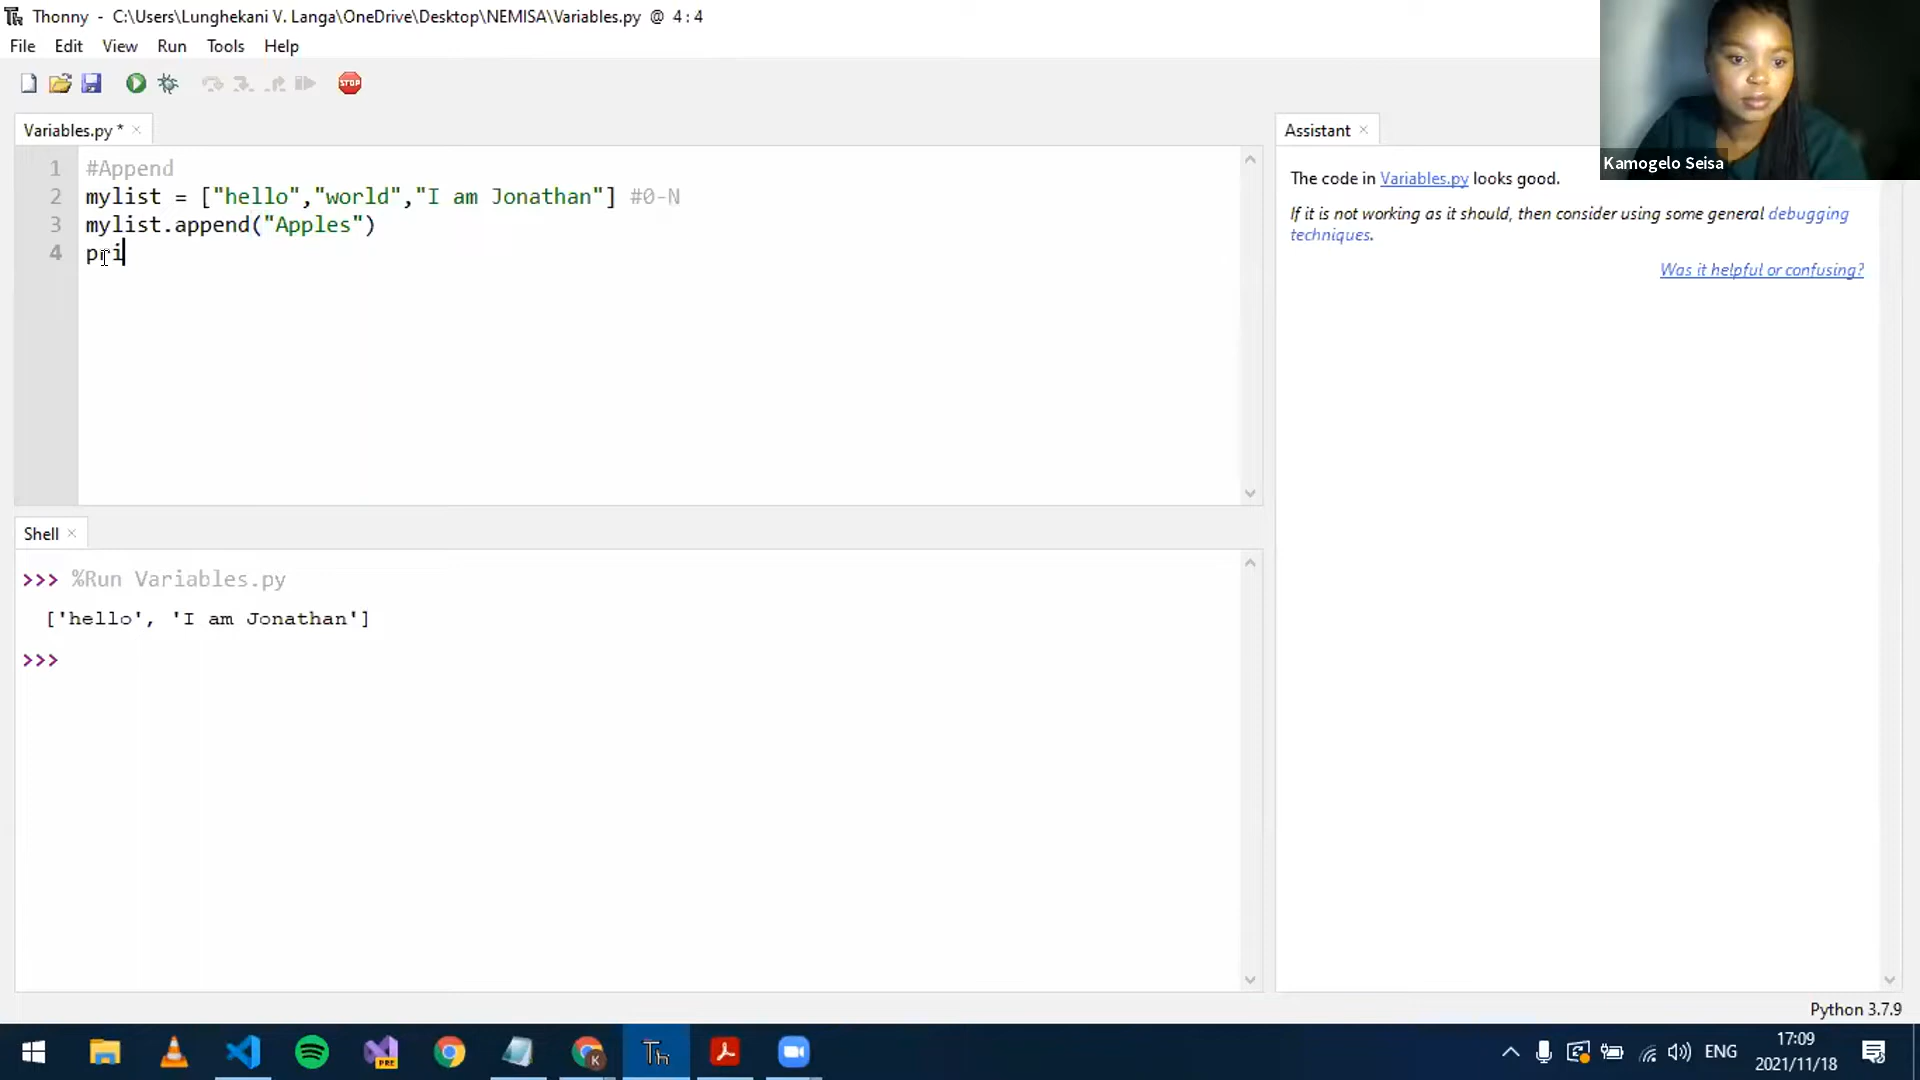 Thonny - C:\Users\Lunghekani V. Langa\OneDrive\Desktop\NEMISA\Variables.py @ 4:4
File Edit View Run Tools Help
STOP
Variables.py *
1 #Append
2 mylist = ["hello","world","I am Jonathan"] #0-N
3 mylist.append("Apples")
4 pri
Assistant
The code in Variables.py looks good.
If it is not working as it should, then consider using some general debugging
techniques.
Was it helpful or confusing?
Kamogelo Seisa
Shell
>>> %Run Variables.py
['hello', 'I am Jonathan']
>>>
Python 3.7.9
PRE
K
Th
ENG
17:09
2021/11/18